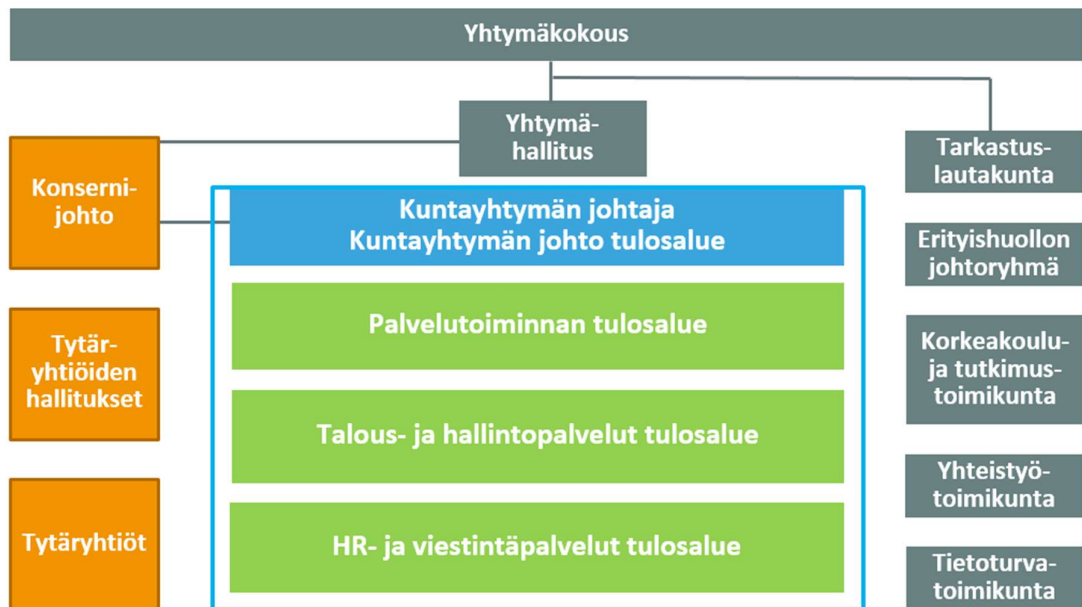 Yhtymäkokous
Yhtymä-
hallitus
Konserni-
johto
Tytär-
yhtiöiden
hallitukset
Tytäryhtiöt
Kuntayhtymän johtaja
Kuntayhtymän johto tulosalue
Palvelutoiminnan tulosalue
Talous- ja hallintopalvelut tulosalue
HR- ja viestintäpalvelut tulosalue
Tarkastus-
lautakunta
Erityishuollon
johtoryhmä
Korkeakoulu-
ja tutkimus-
toimikunta
Yhteistyö-
toimikunta
Tietoturva-
toimikunta